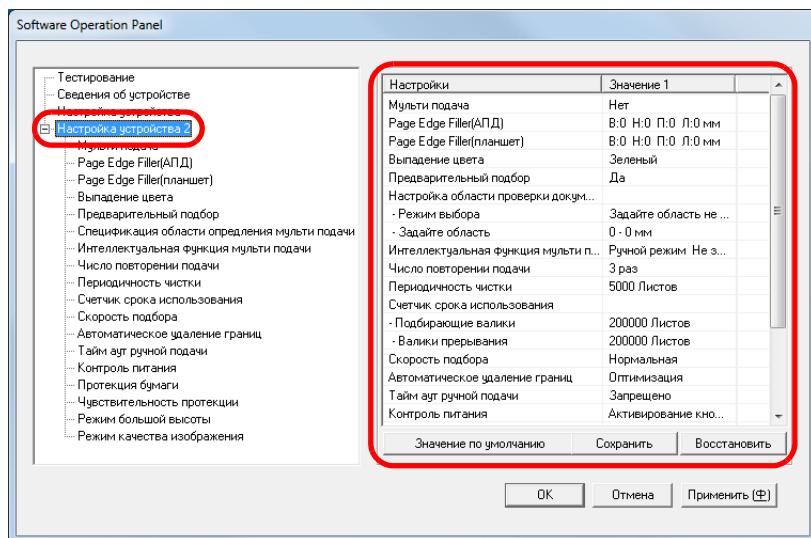 Software Operation Panel
Тестирование
Сведения об устройстве
Настройка устройства
Настройка устройства 2
Мульти подача
Page Edge Filler(АПД)
Page Edge Filler(планшет)
Выпадение цвета
Предварительный подбор
Спецификация области опредления мульти подачи
Интеллектуальная функция мульти подачи
Число повторении подачи
Периодичность чистки
Счетчик срока использования
Скорость подбора
Автоматическое удаление границ
Тайм аут ручной подачи
Контроль питания
Протекция бумаги
Чувствительность протекции
Режим большой высоты
Режим качества изображения
Настройки Значение 1
Мульти подача Нет
Page Edge Filler(АПД) В:0 Н:0 П:0 Л:0 мм
Page Edge Filler(планшет) В:0 Н:0 П:0 Л:0 мм
Выпадение цвета Зеленый
Предварительный подбор Да
Настройка области проверки докум...
- Режим выбора Задайте область не ...
- Задайте область 0 - 0 мм
Интеллектуальная функция мульти п... Ручной режим Не з...
Число повторении подачи 3 раз
Периодичность чистки 5000 Листов
Счетчик срока использования
- Подбирающие валики 200000 Листов
- Валики прерывания 200000 Листов
Скорость подбора Нормальная
Автоматическое удаление границ Оптимизация
Тайм аут ручной подачи Запрещено
Контроль питания Активирование кно...
Значение по умолчанию Сохранить Восстановить
OK Отмена Применить (Ф)